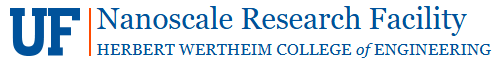 UF
Nanoscale Research Facility
HERBERT WERTHEIM COLLEGE of ENGINEERING